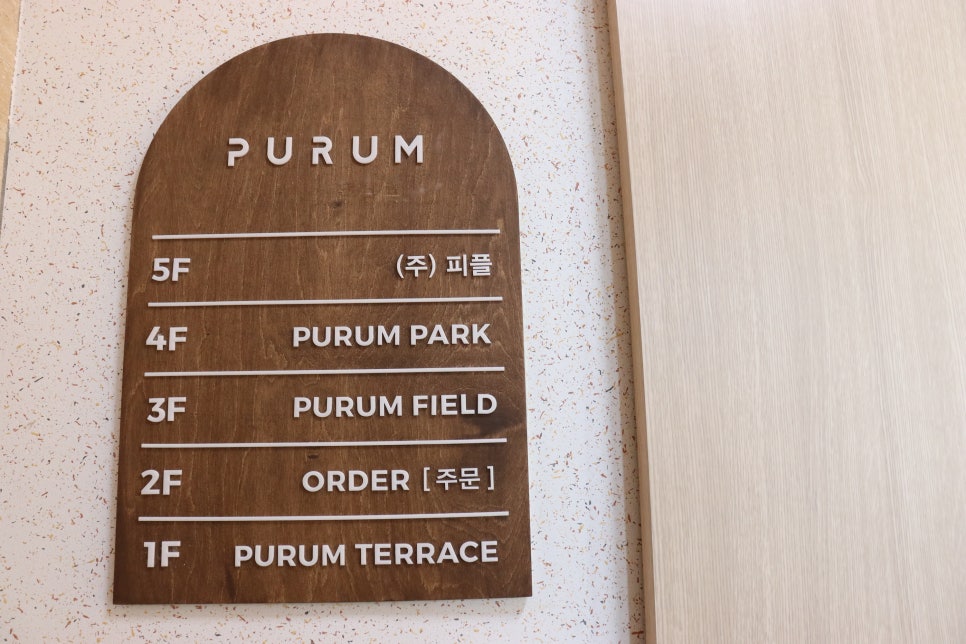 PURUM
5F (주) 피플
4F PURUM PARK
3F PURUM FIELD
2F ORDER [주문]
1F PURUM TERRACE